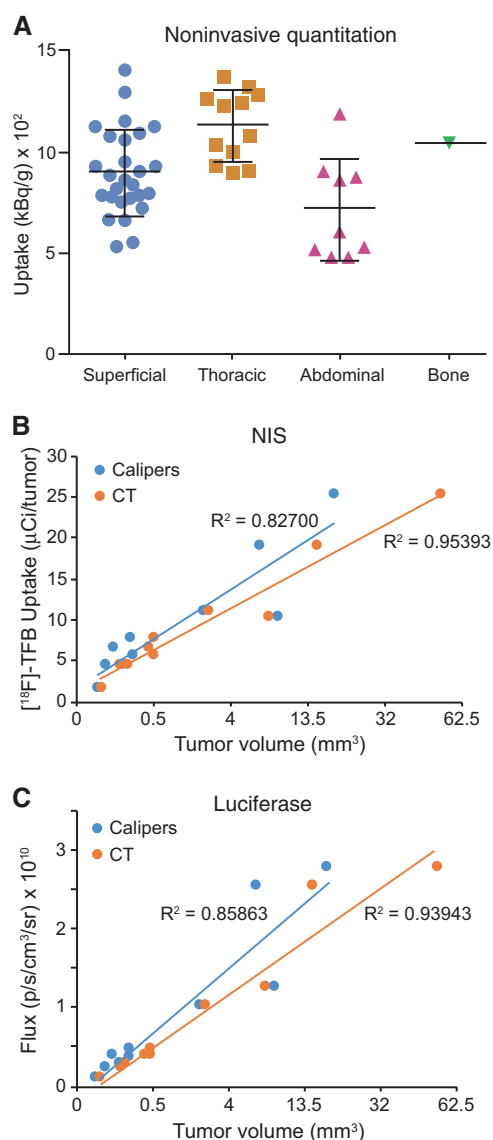 A
Noninvasive quantitation
Uptake (kBq/g) x 10²
15
10
5
0
Superficial Thoracic Abdominal Bone
B
NIS
[¹⁸F]-TFB Uptake (µCi/tumor)
30
25
20
15
10
5
0
Calipers
CT
R² = 0.82700
R² = 0.95393
0 0.5 4 13.5 32 62.5
Tumor volume (mm³)
C
Luciferase
Flux (p/s/cm³/sr) x 10¹⁰
3
2
1
0
Calipers
CT
R² = 0.85863
R² = 0.93943
0 0.5 4 13.5 32 62.5
Tumor volume (mm³)